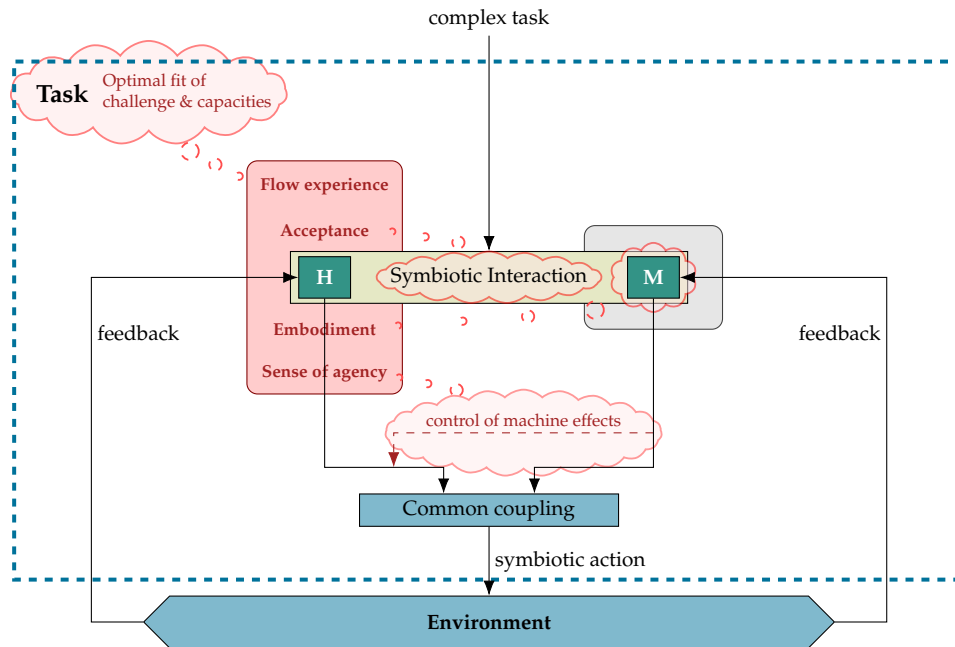 complex task
Task
Optimal fit of
challenge & capacities
Flow experience
Acceptance
H
Symbiotic Interaction
M
feedback
Embodiment
feedback
Sense of agency
control of machine effects
Common coupling
symbiotic action
Environment